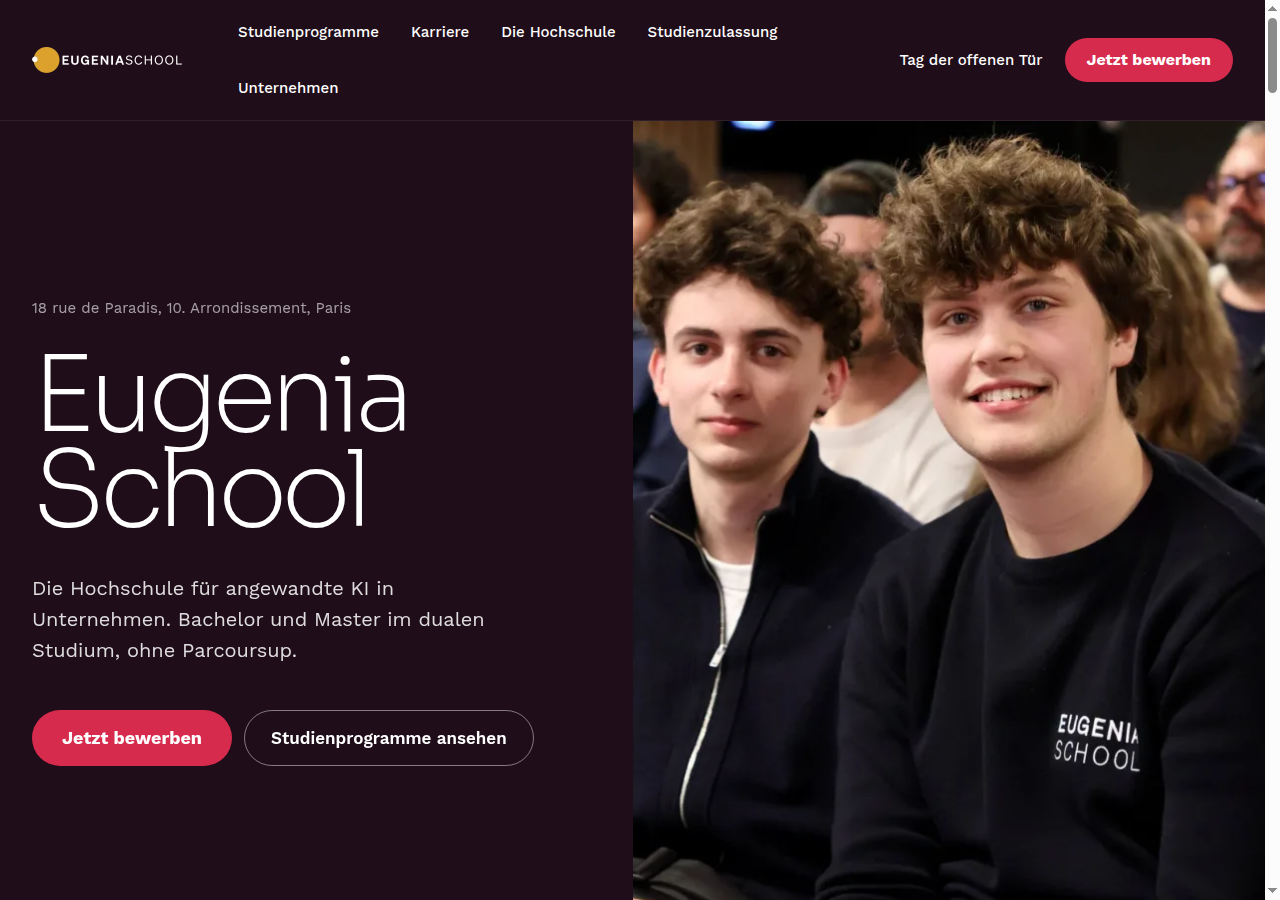 EUGENIASCHOOL
Studienprogramme
Karriere
Die Hochschule
Studienzulassung
Unternehmen
Tag der offenen Tür
Jetzt bewerben
18 rue de Paradis, 10. Arrondissement, Paris
Eugenia
School
Die Hochschule für angewandte KI in
Unternehmen. Bachelor und Master im dualen
Studium, ohne Parcoursup.
Jetzt bewerben
Studienprogramme ansehen
EUGENIA
SCHOOL